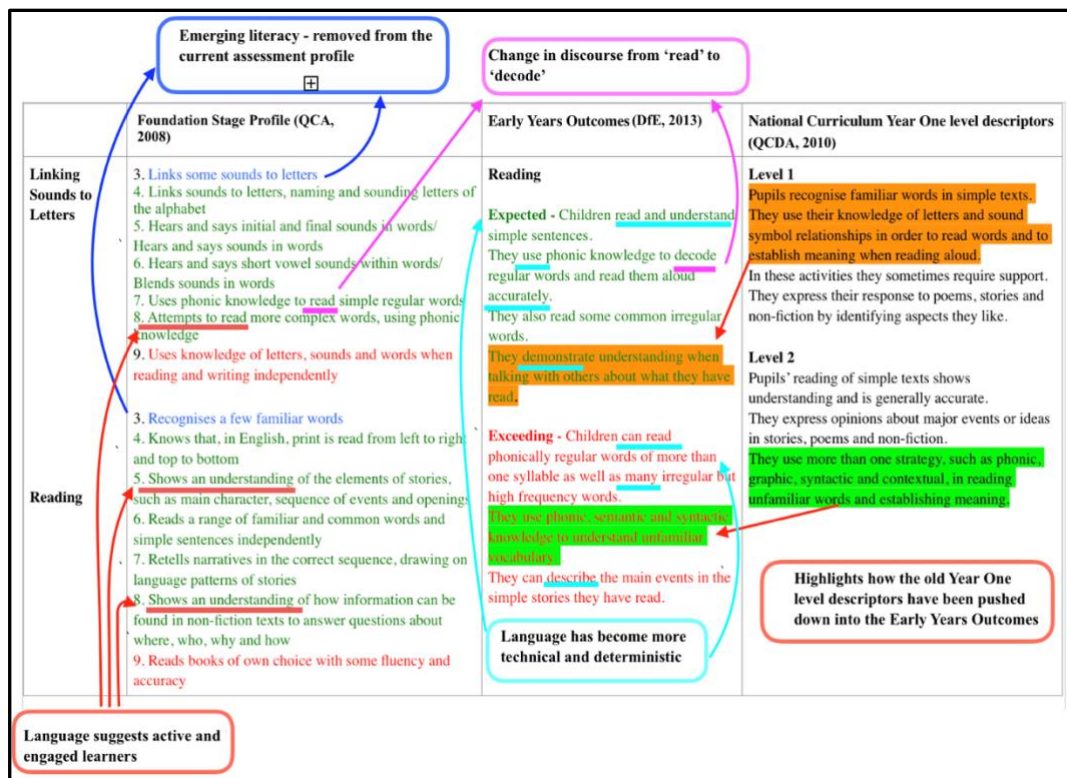 Emerging literacy - removed from the
current assessment profile
Change in discourse from ‘read’ to
‘decode’
Foundation Stage Profile (QCA,
2008)
Early Years Outcomes (DfE, 2013)
National Curriculum Year One level descriptors
(QCDA, 2010)
Linking
Sounds to
Letters
3. Links some sounds to letters
4. Links sounds to letters, naming and sounding letters of
the alphabet
5. Hears and says initial and final sounds in words/
Hears and says sounds in words
6. Hears and says short vowel sounds within words/
Blends sounds in words
7. Uses phonic knowledge to read simple regular words
8. Attempts to read more complex words, using phonic
knowledge
9. Uses knowledge of letters, sounds and words when
reading and writing independently
Reading
3. Recognises a few familiar words
4. Knows that, in English, print is read from left to right
and top to bottom
5. Shows an understanding of the elements of stories,
such as main character, sequence of events and openings
6. Reads a range of familiar and common words and
simple sentences independently
7. Retells narratives in the correct sequence, drawing on
language patterns of stories
8. Shows an understanding of how information can be
found in non-fiction texts to answer questions about
where, who, why and how
9. Reads books of own choice with some fluency and
accuracy
Reading
Expected - Children read and understand
simple sentences.
They use phonic knowledge to decode
regular words and read them aloud
accurately.
They also read some common irregular
words.
They demonstrate understanding when
talking with others about what they have
read.
Exceeding - Children can read
phonically regular words of more than
one syllable as well as many irregular but
high frequency words.
They use phonic, semantic and syntactic
knowledge to understand unfamiliar
vocabulary.
They can describe the main events in the
simple stories they have read.
Level 1
Pupils recognise familiar words in simple texts.
They use their knowledge of letters and sound
symbol relationships in order to read words and to
establish meaning when reading aloud.
In these activities they sometimes require support.
They express their response to poems, stories and
non-fiction by identifying aspects they like.
Level 2
Pupils’ reading of simple texts shows
understanding and is generally accurate.
They express opinions about major events or ideas
in stories, poems and non-fiction.
They use more than one strategy, such as phonic,
graphic, syntactic and contextual, in reading
unfamiliar words and establishing meaning.
Highlights how the old Year One
level descriptors have been pushed
down into the Early Years Outcomes
Language has become more
technical and deterministic
Language suggests active and
engaged learners